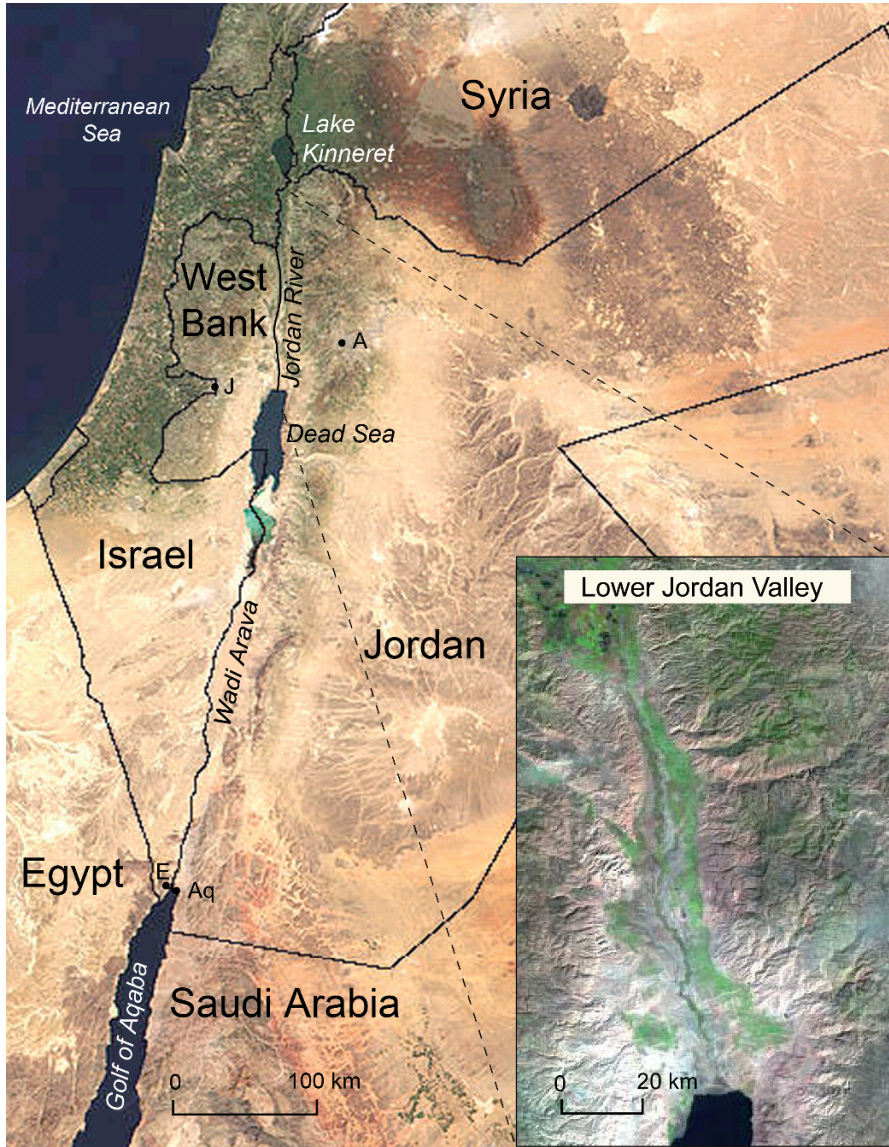 Syria
Mediterranean
Sea
Lake
Kinneret
West
Bank
Jordan River
A
J
Dead Sea
Israel
Lower Jordan Valley
Jordan
Wadi Arava
Egypt
E
Aq
Saudi Arabia
Golf of Aqaba
0 100 km
0 20 km